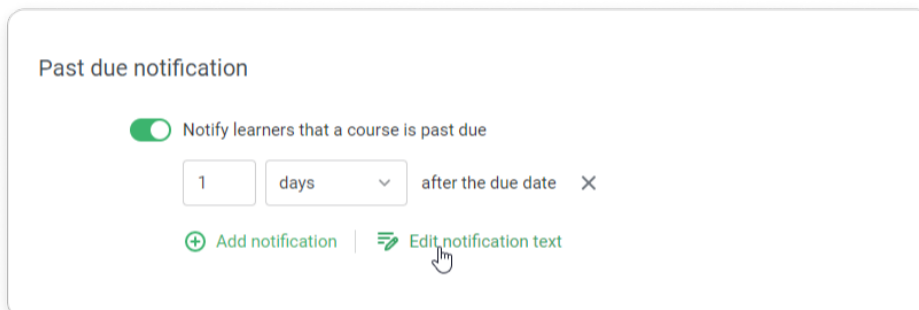 Past due notification
Notify learners that a course is past due
1 days after the due date
Add notification Edit notification text